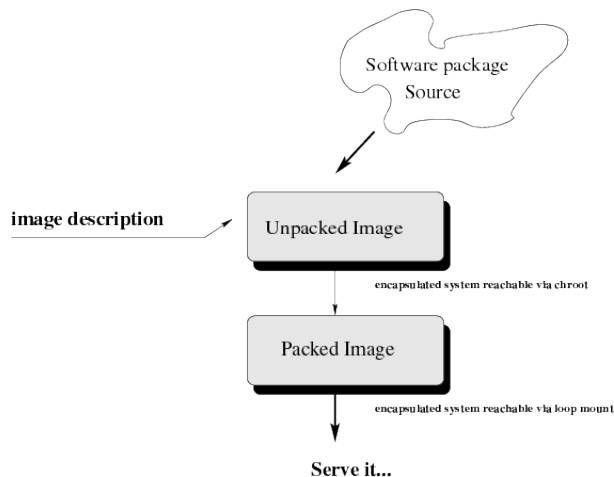 Software package
Source
image description
Unpacked Image
encapsulated system reachable via chroot
Packed Image
encapsulated system reachable via loop mount
Serve it...